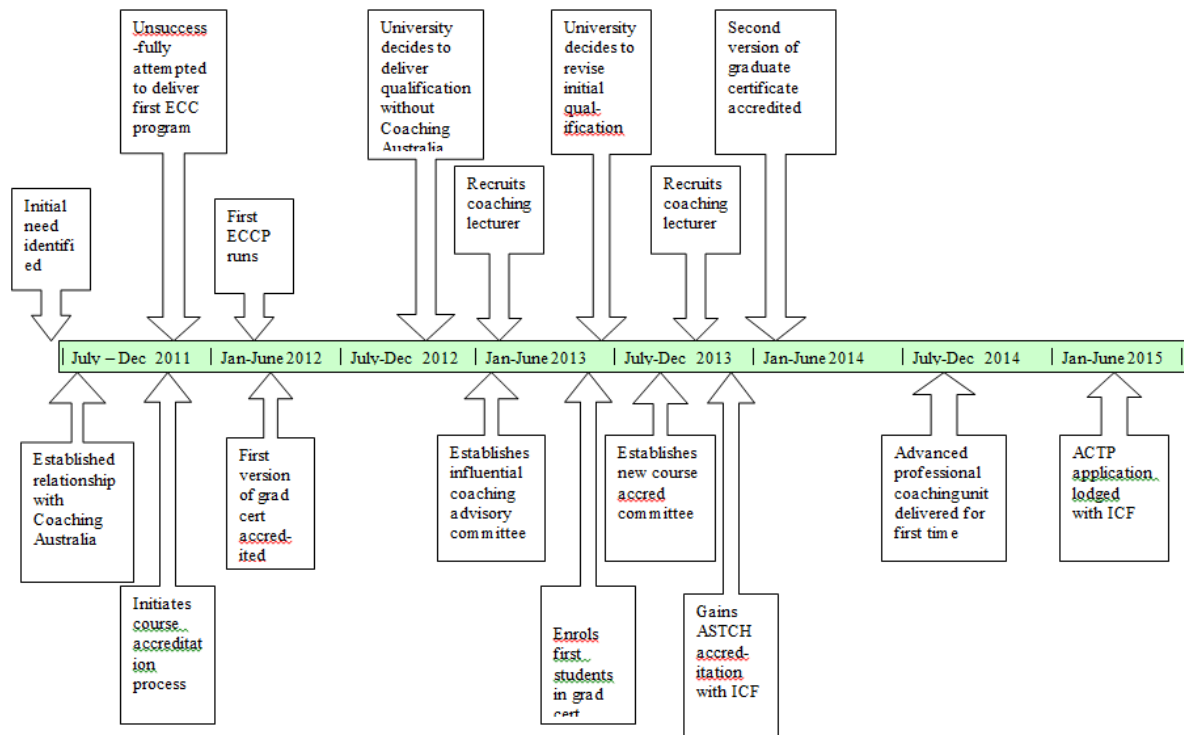 Unsuccess
-fully
attempted
to deliver
first ECC
program
University
decides to
deliver
qualification
without
Coaching
Australia
University
decides to
revise
initial
qual-
ification
Second
version of
graduate
certificate
accredited
Initial
need
identifi
ed
First
ECCP
runs
Recruits
coaching
lecturer
Recruits
coaching
lecturer
July – Dec 2011
Jan-June 2012
July-Dec 2012
Jan-June 2013
July-Dec 2013
Jan-June 2014
July-Dec 2014
Jan-June 2015
Established
relationship
with
Coaching
Australia
First
version
of grad
cert
accred-
ited
Establishes
influential
coaching
advisory
committee
Establishes
new course
accred
committee
Advanced
professional
coachingunit
delivered for
first time
ACTP
application
lodged
with ICF
Initiates
course
accreditat
ion
process
Enrols
first
students
in grad
cert
Gains
ASTCH
accred-
itation
with ICF